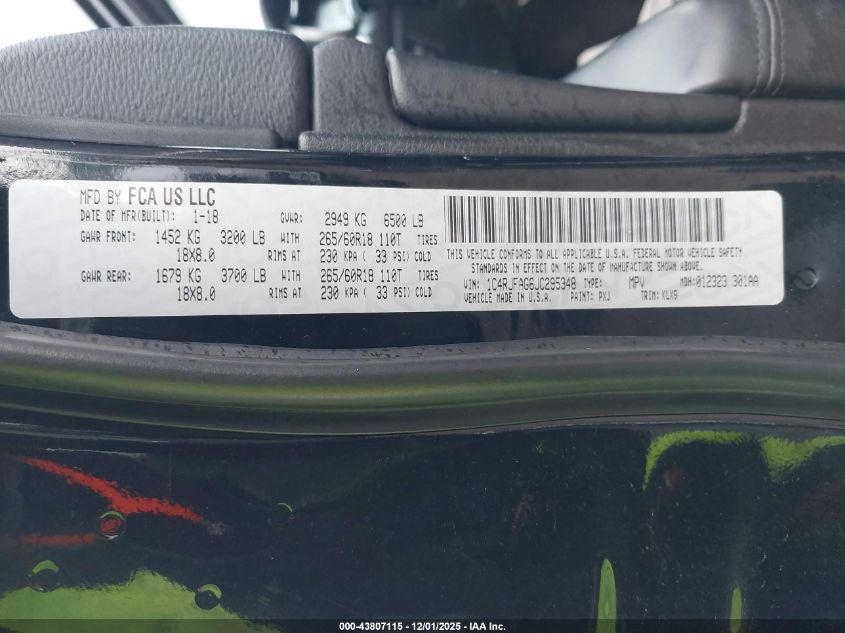 MFD BY FCA US LLC
DATE OF MFR(BUILT): 1-18 GVWR: 2949 KG 6500 LB
GAWR FRONT: 1452 KG 3200 LB WITH 265/60R18 110T TIRES
18X8.0 RIMS AT 230 KPA ( 33 PSI) COLD
GAWR REAR: 1679 KG 3700 LB WITH 265/60R18 110T TIRES
18X8.0 RIMS AT 230 KPA ( 33 PSI) COLD
THIS VEHICLE CONFORMS TO ALL APPLICABLE U.S.A. FEDERAL MOTOR VEHICLE SAFETY
STANDARDS IN EFFECT ON THE DATE OF MANUFACTURE SHOWN ABOVE.
VIN: 1C4RJFAG6JC295348 TYPE: MPV MDH: 012323 301AA
VEHICLE MADE IN U.S.A. PAINT: PXJ TRIM: KLX9
000-43807115 - 12/01/2025 - IAA Inc.